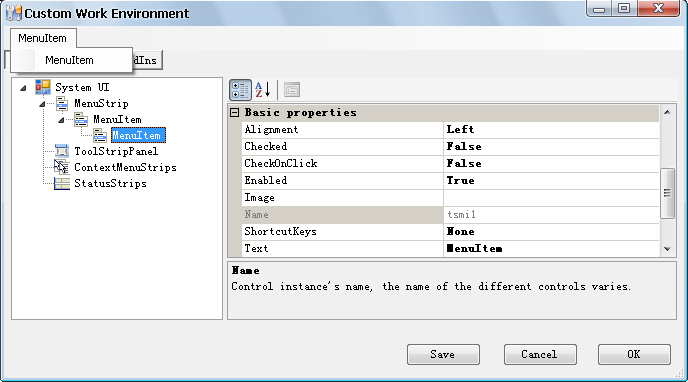 Custom Work Environment
MenuItem
MenuItem
dIns
System UI
MenuStrip
MenuItem
MenuItem
ToolStripPanel
ContextMenuStrips
StatusStrips
Basic properties
Alignment Left
Checked False
CheckOnClick False
Enabled True
Image
Name tsmi1
ShortcutKeys None
Text MenuItem
Name
Control instance's name, the name of the different controls varies.
Save Cancel OK